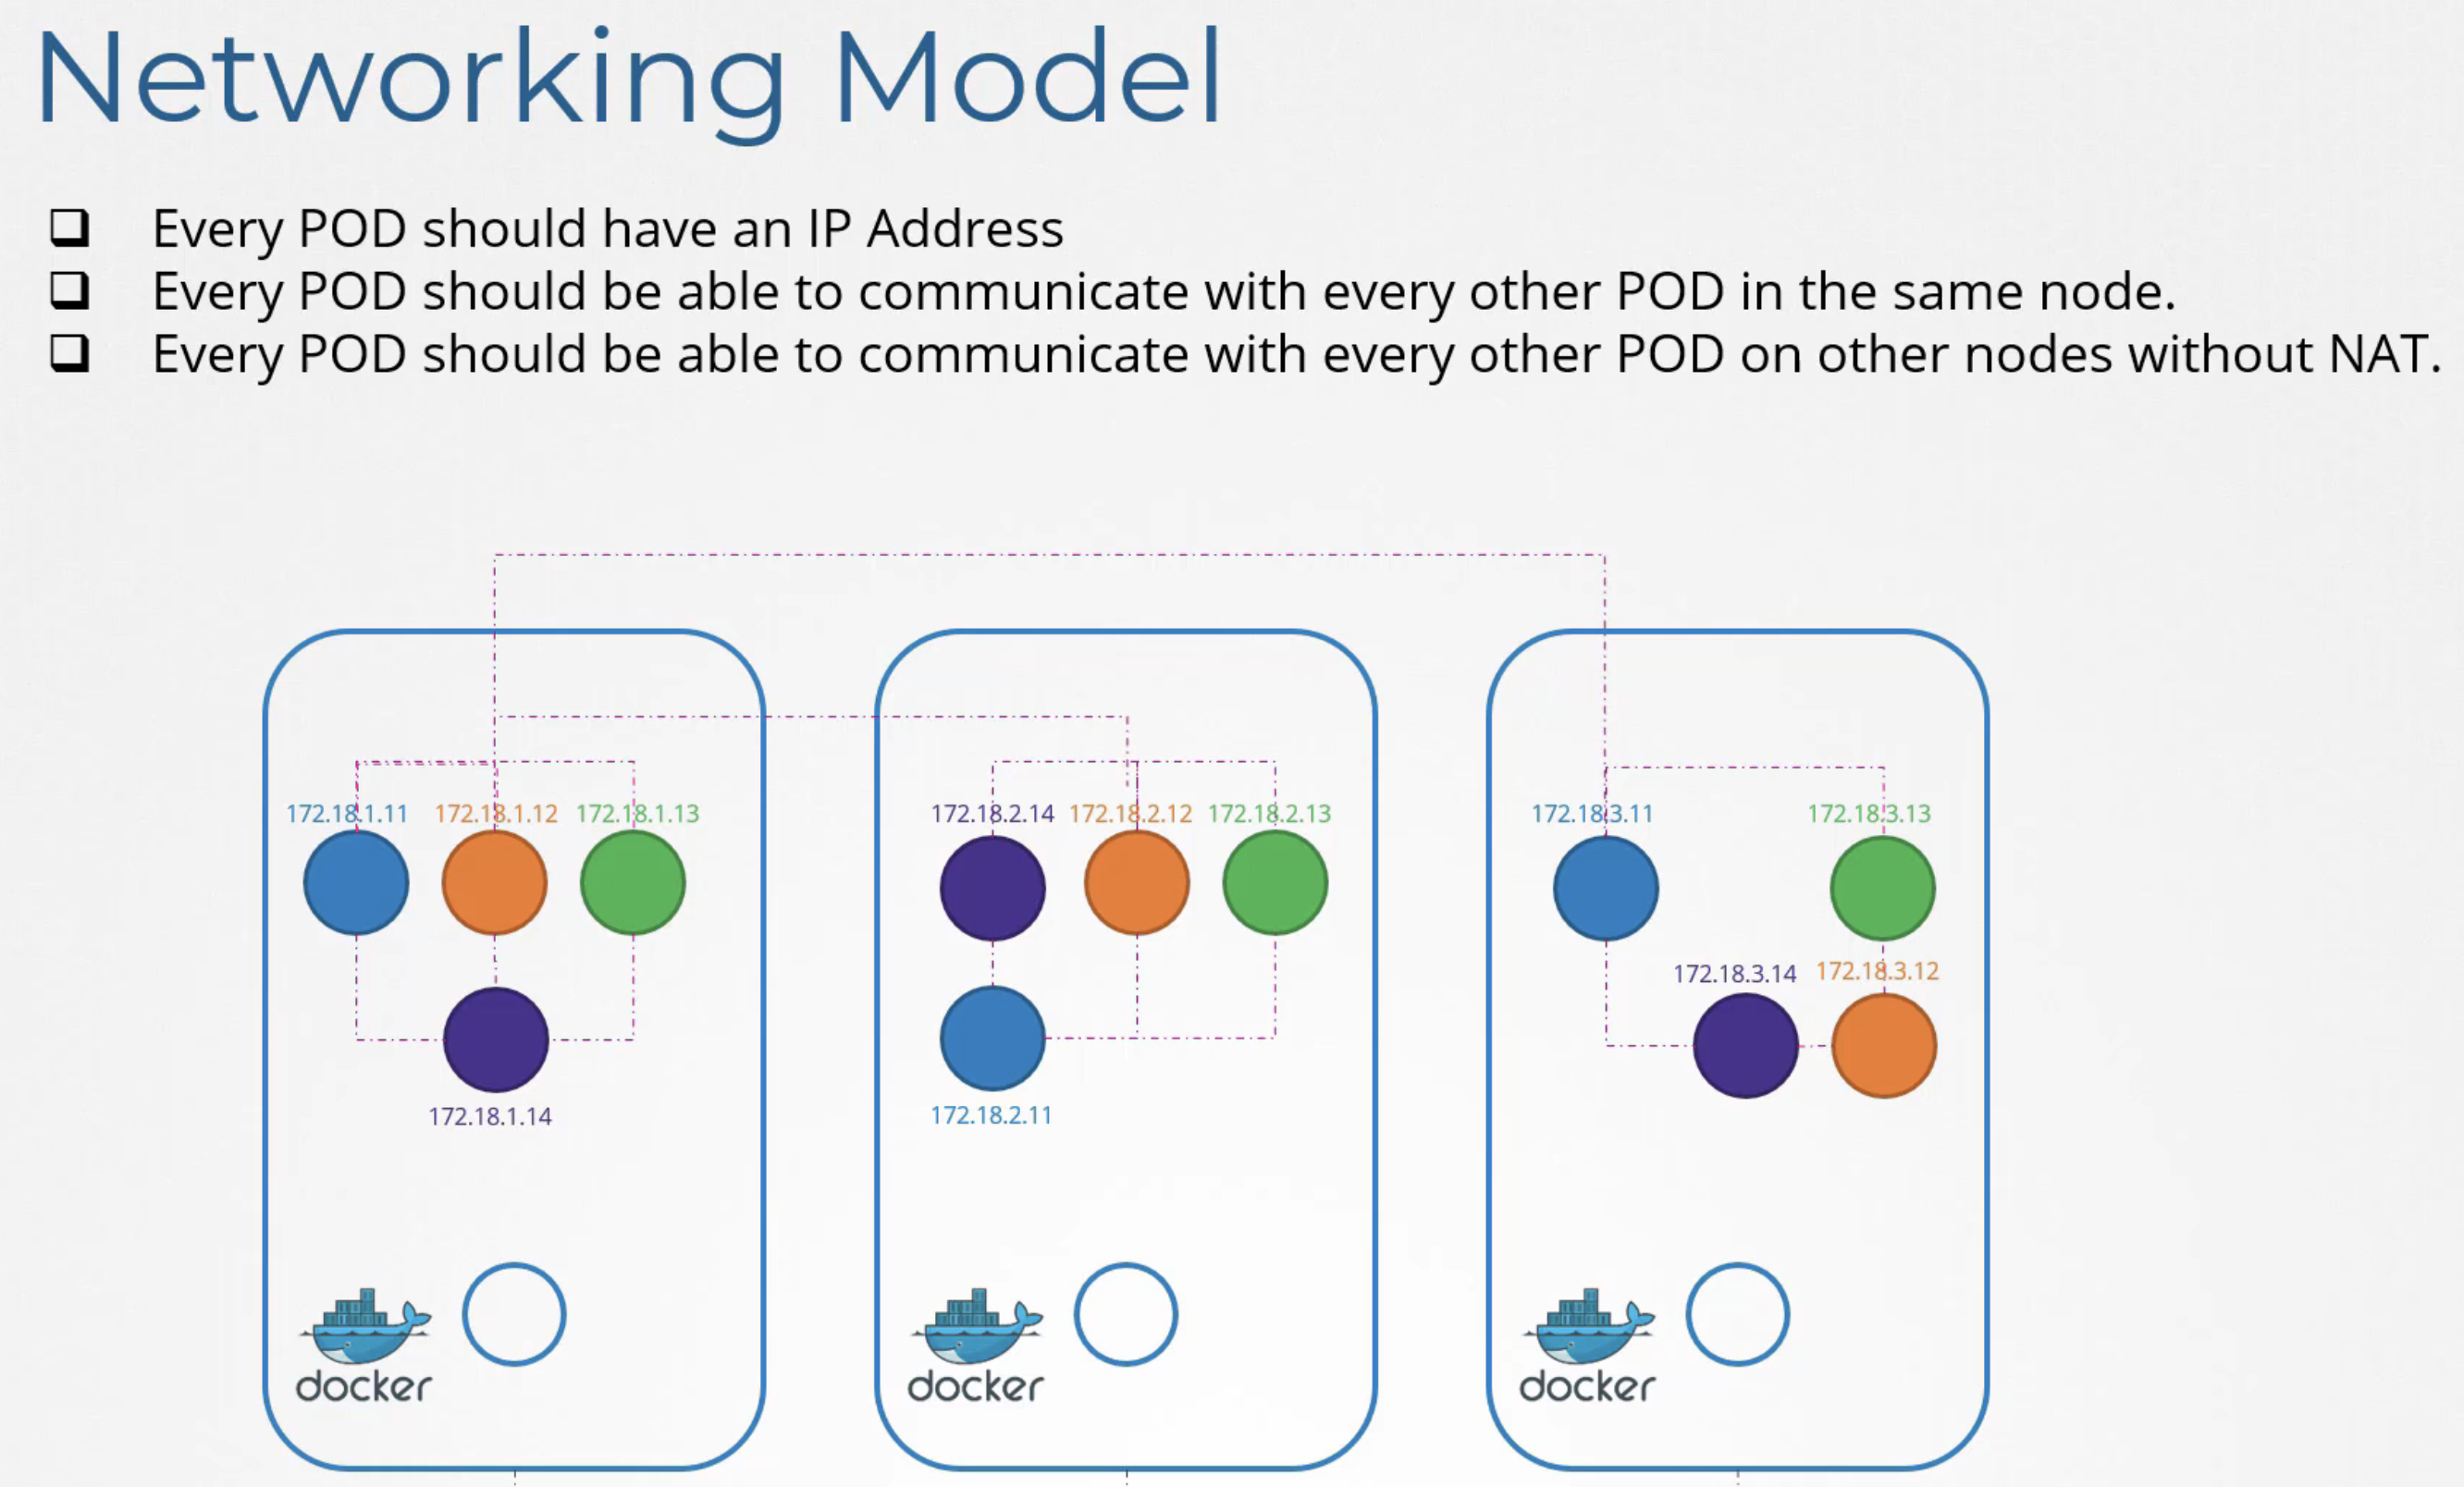 Networking Model
❑ Every POD should have an IP Address
❑ Every POD should be able to communicate with every other POD in the same node.
❑ Every POD should be able to communicate with every other POD on other nodes without NAT.
172.18.1.11 172.18.1.12 172.18.1.13
172.18.1.14
docker
172.18.2.14 172.18.2.12 172.18.2.13
172.18.2.11
docker
172.18.3.11 172.18.3.13
172.18.3.14 172.18.3.12
docker